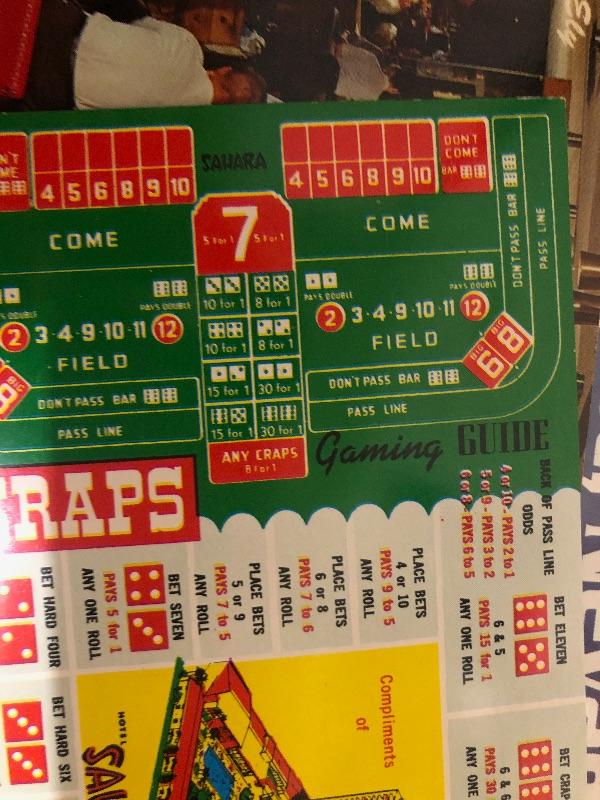 SAHARA
N'T
ME
4 5 6 8 9 10
4 5 6 8 9 10
DON'T
COME
BAR
COME
7
5 for 1 5 for 1
COME
DON'T PASS BAR
PASS LINE
PAYS DOUBLE
PAYS DOUBLE
2 3·4·9·10·11 12
FIELD
DON'T PASS BAR
PASS LINE
10 for 1 8 for 1
10 for 1 8 for 1
15 for 1 30 for 1
15 for 1 30 for 1
ANY CRAPS
8 for 1
PAYS DOUBLE
PAYS DOUBLE
2 3·4·9·10·11 12
FIELD
BIG 6 BIG 8
DON'T PASS BAR
PASS LINE
Gaming GUIDE
RAPS
BACK OF PASS LINE
ODDS
4 or 10 - PAYS 2 to 1
5 or 9 - PAYS 3 to 2
6 or 8 - PAYS 6 to 5
PLACE BETS
4 or 10
PAYS 9 to 5
ANY ROLL
PLACE BETS
6 or 8
PAYS 7 to 6
ANY ROLL
PLACE BETS
5 or 9
PAYS 7 to 5
ANY ROLL
BET SEVEN
PAYS 5 for 1
ANY ONE ROLL
BET HARD FOUR
BET HARD SIX
BET ELEVEN
6 & 5
PAYS 15 for 1
ANY ONE ROLL
BET CRAP
6 & 6
PAYS 30
ANY ONE
Compliments
of
HOTEL
SA